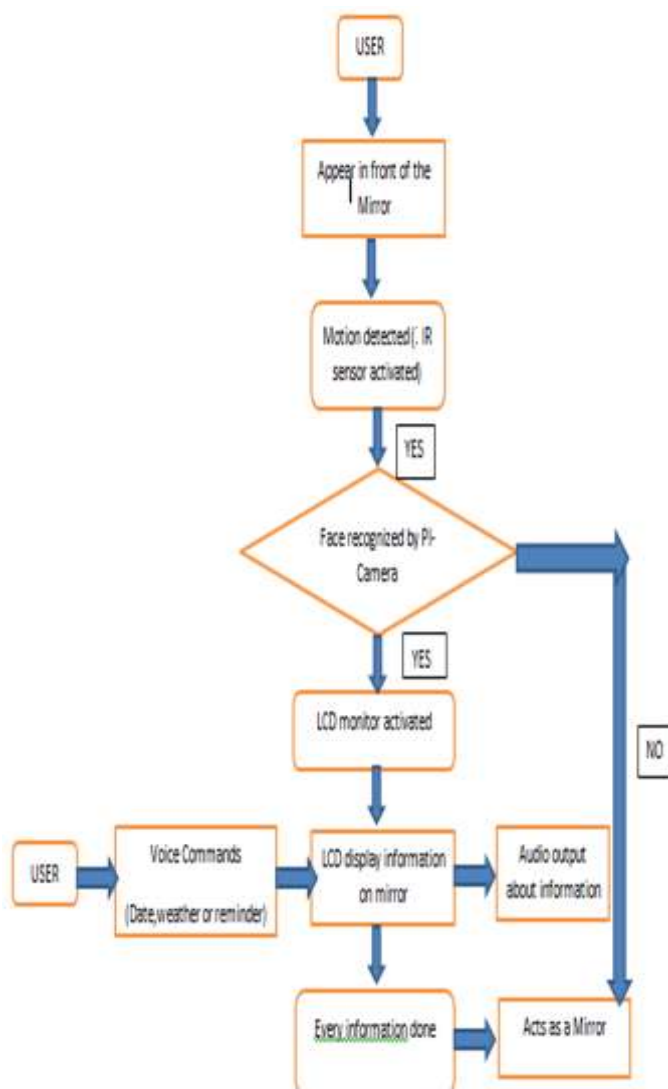 USER
Appear in front of the
Mirror
Motion detected (. IR
sensor activated)
YES
Face recognized by PI-
Camera
YES
LCD monitor activated
NO
USER
Voice Commands
(Date,weather or reminder)
LCD display information
on mirror
Audio output
about information
Every information done
Acts as a Mirror